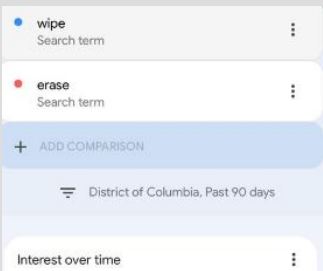 wipe
Search term
erase
Search term
+ ADD COMPARISON
District of Columbia, Past 90 days
Interest over time